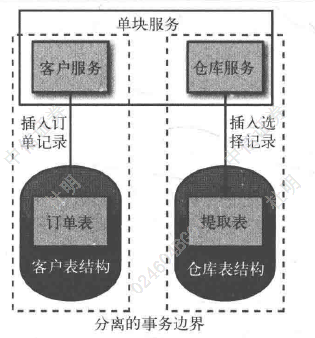 单块服务
客户服务
仓库服务
插入订
单记录
插入选
择记录
订单表
提取表
客户表结构
仓库表结构
分离的事务边界